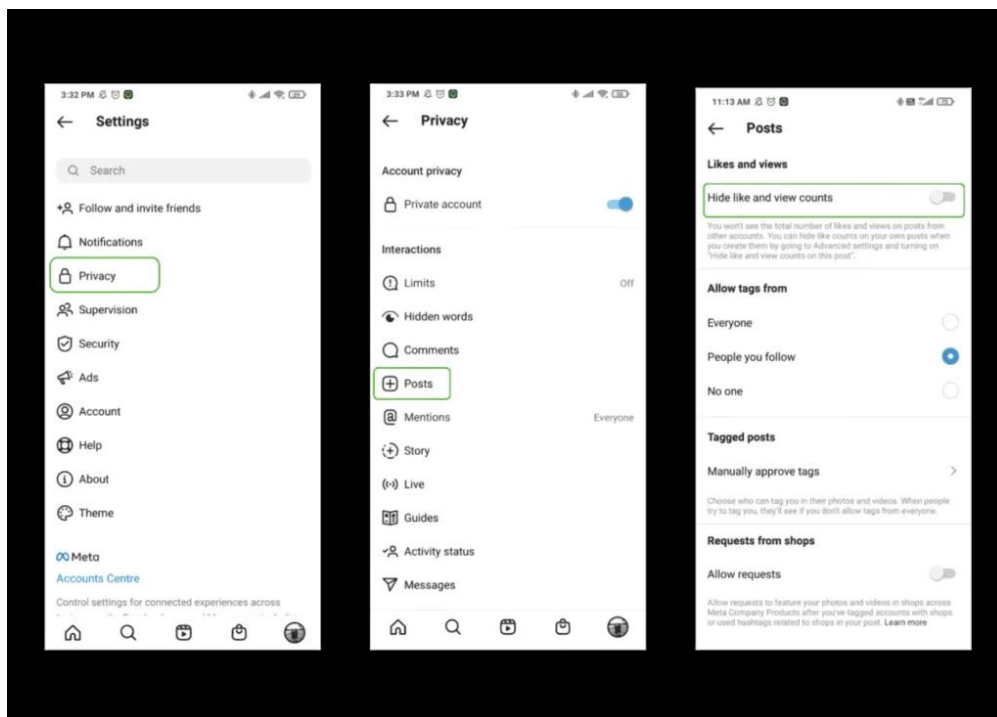 3:32 PM
Settings
Search
Follow and invite friends
Notifications
Privacy
Supervision
Security
Ads
Account
Help
About
Theme
Meta
Accounts Centre
Control settings for connected experiences across
3:33 PM
Privacy
Account privacy
Private account
Interactions
Limits Off
Hidden words
Comments
Posts
Mentions Everyone
Story
Live
Guides
Activity status
Messages
11:13 AM
Posts
Likes and views
Hide like and view counts
You won't see the total number of likes and views on posts from
other accounts. You can hide like counts on your own posts when
you create them by going to Advanced settings and turning on
"Hide like and view counts on this post".
Allow tags from
Everyone
People you follow
No one
Tagged posts
Manually approve tags
Choose who can tag you in their photos and videos. When people
try to tag you, they'll see if you don't allow tags from everyone.
Requests from shops
Allow requests
Allow requests to feature your photos and videos in shops across
Meta Company Products after you've tagged accounts with shops
or used hashtags related to shops in your post. Learn more